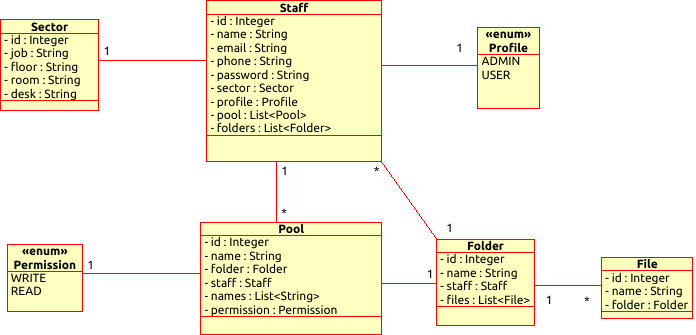 Staff
- id : Integer
- name : String
- email : String
- phone : String
- password : String
- sector : Sector
- profile : Profile
- pool : List<Pool>
- folders : List<Folder>
Sector
- id : Integer
- job : String
- floor : String
- room : String
- desk : String
1
1
«enum»
Profile
ADMIN
USER
1
*
*
1
Pool
- id : Integer
- name : String
- folder : Folder
- staff : Staff
- names : List<String>
- permission : Permission
«enum»
Permission
WRITE
READ
1
1
Folder
- id : Integer
- name : String
- staff : Staff
- files : List<File>
1
*
File
- id : Integer
- name : String
- folder : Folder